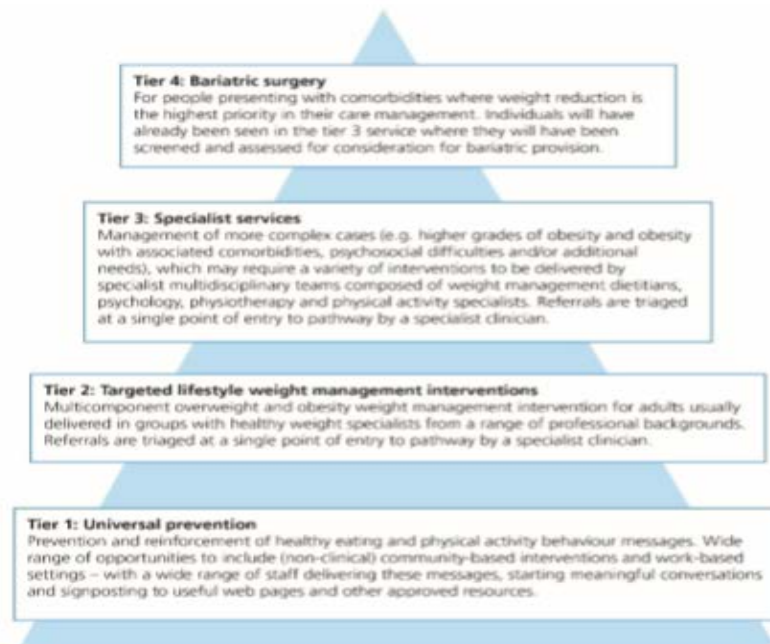 Tier 4: Bariatric surgery
For people presenting with comorbidities where weight reduction is
the highest priority in their care management. Individuals will have
already been seen in the tier 3 service where they will have been
screened and assessed for consideration for bariatric provision.
Tier 3: Specialist services
Management of more complex cases (e.g. higher grades of obesity and obesity
with associated comorbidities, psychosocial difficulties and/or additional
needs), which may require a variety of interventions to be delivered by
specialist multidisciplinary teams composed of weight management dietitians,
psychology, physiotherapy and physical activity specialists. Referrals are triaged
at a single point of entry to pathway by a specialist clinician.
Tier 2: Targeted lifestyle weight management interventions
Multicomponent overweight and obesity weight management intervention for adults usually
delivered in groups with healthy weight specialists from a range of professional backgrounds.
Referrals are triaged at a single point of entry to pathway by a specialist clinician.
Tier 1: Universal prevention
Prevention and reinforcement of healthy eating and physical activity behaviour messages. Wide
range of opportunities to include (non-clinical) community-based interventions and work-based
settings – with a wide range of staff delivering these messages, starting meaningful conversations
and signposting to useful web pages and other approved resources.